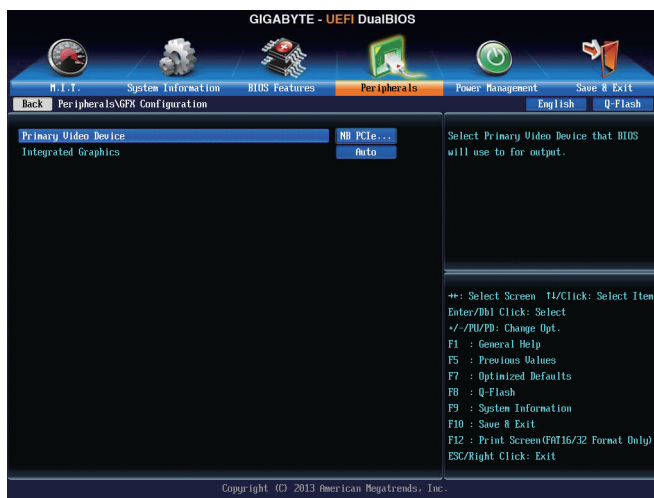 GIGABYTE - UEFI DualBIOS
M.I.T. System Information BIOS Features Peripherals Power Management Save & Exit
Back Peripherals\GFX Configuration English Q-Flash
Primary Video Device NB PCIe...
Integrated Graphics Auto
Select Primary Video Device that BIOS
will use to for output.
→←: Select Screen ↑↓/Click: Select Item
Enter/Dbl Click: Select
+/-/PU/PD: Change Opt.
F1 : General Help
F5 : Previous Values
F7 : Optimized Defaults
F8 : Q-Flash
F9 : System Information
F10 : Save & Exit
F12 : Print Screen(FAT16/32 Format Only)
ESC/Right Click: Exit
Copyright (C) 2013 American Megatrends, Inc.